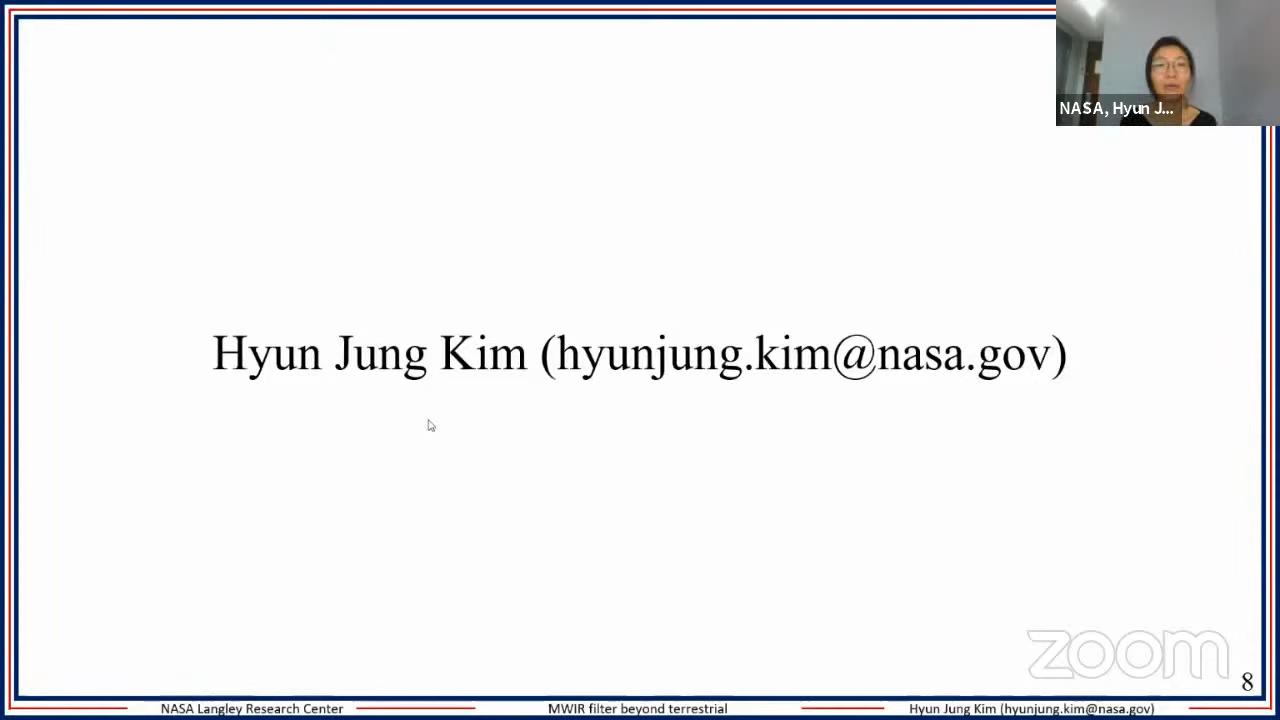 NASA, Hyun J...
Hyun Jung Kim (hyunjung.kim@nasa.gov)
zoom
8
NASA Langley Research Center
MWIR filter beyond terrestrial
Hyun Jung Kim (hyunjung.kim@nasa.gov)